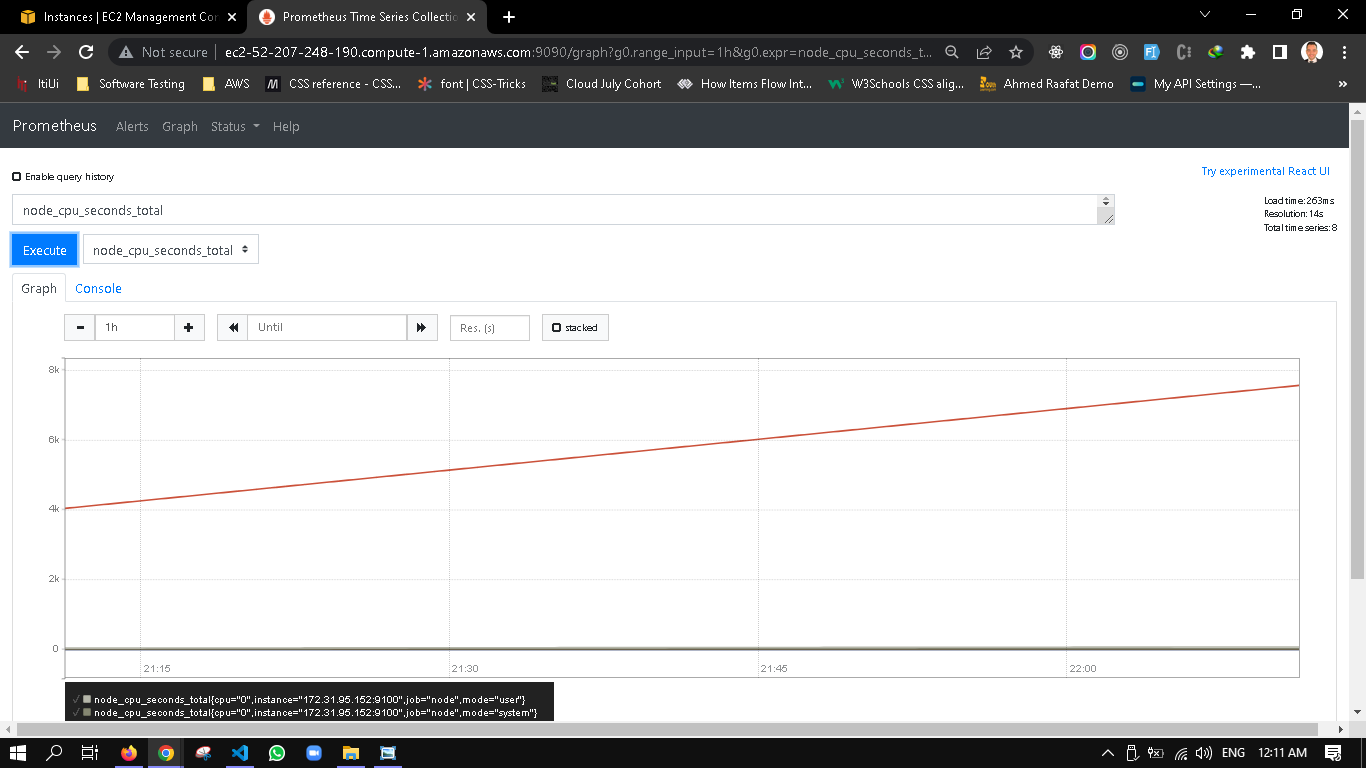 Instances | EC2 Management Con
Prometheus Time Series Collectio
Not secure
ec2-52-207-248-190.compute-1.amazonaws.com:9090/graph?g0.range_input=1h&g0.expr=node_cpu_seconds_t...
ItiUi
Software Testing
AWS
CSS reference - CSS...
font | CSS-Tricks
Cloud July Cohort
How Items Flow Int...
W3Schools CSS alig...
Ahmed Raafat Demo
My API Settings —...
»
Prometheus
Alerts
Graph
Status
Help
Enable query history
Try experimental React UI
node_cpu_seconds_total
Load time: 263ms
Resolution: 14s
Total time series: 8
Execute
node_cpu_seconds_total
Graph
Console
1h
Until
Res. (s)
stacked
8k
6k
4k
2k
0
21:15
21:30
21:45
22:00
✓ node_cpu_seconds_total{cpu="0",instance="172.31.95.152:9100",job="node",mode="user"}
✓ node_cpu_seconds_total{cpu="0",instance="172.31.95.152:9100",job="node",mode="system"}
ENG
12:11 AM